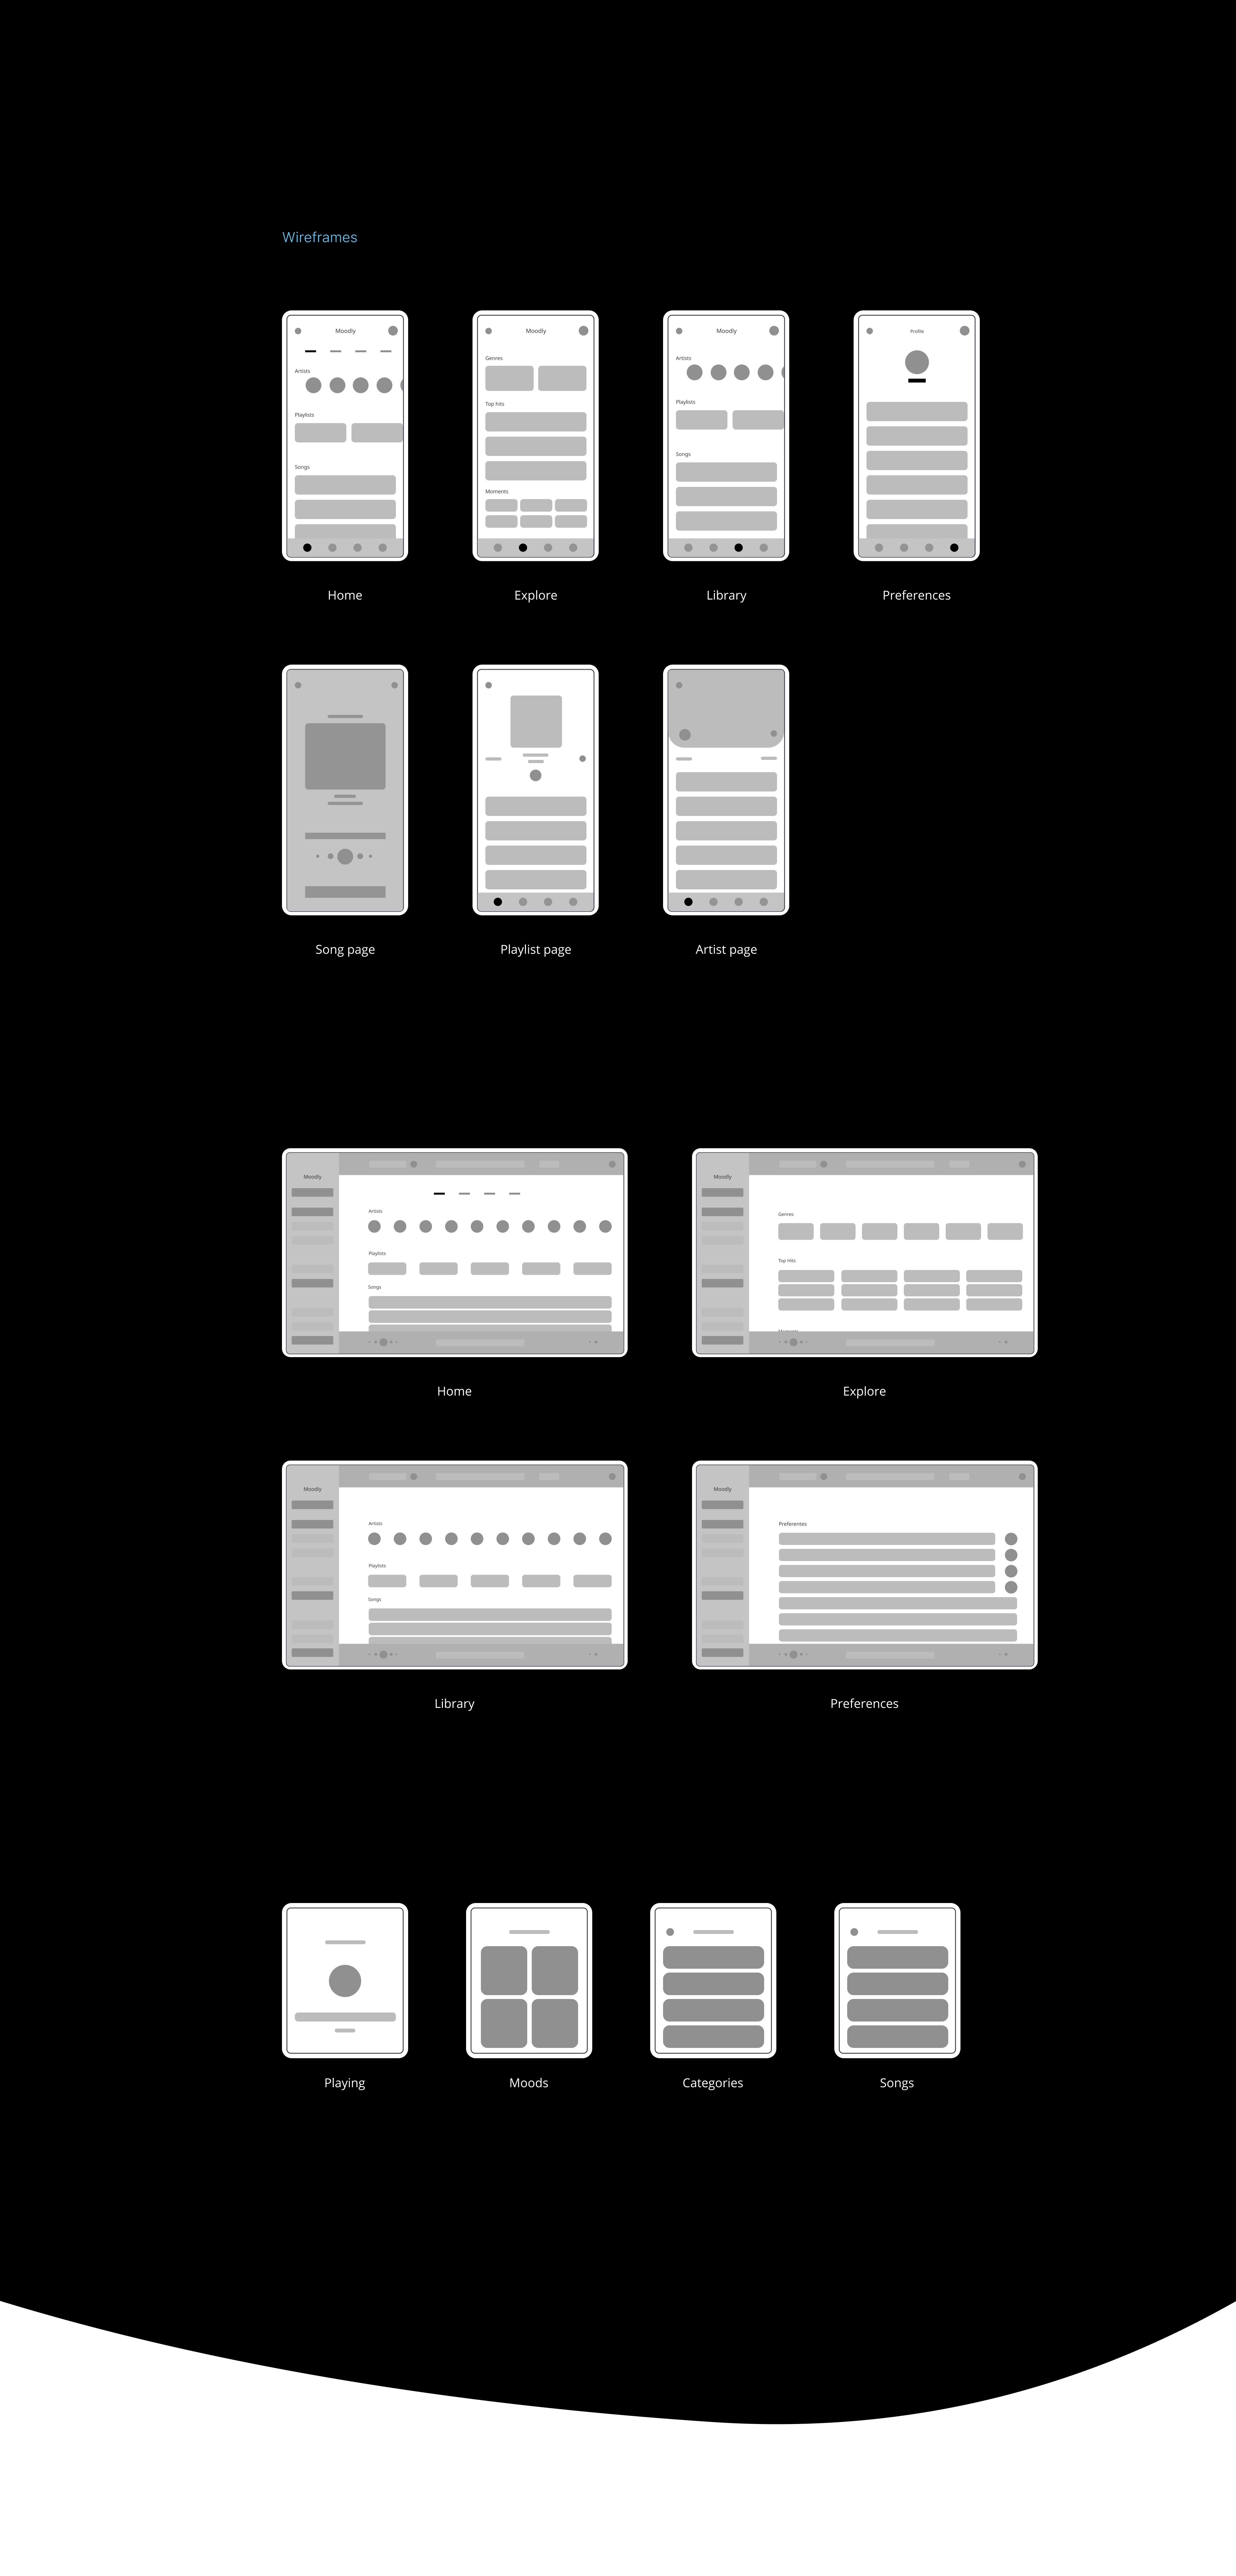 Wireframes
Moodly
Artists
Playlists
Songs
Moodly
Genres
Top hits
Moments
Moodly
Artists
Playlists
Songs
Profile
Home
Explore
Library
Preferences
Song page
Playlist page
Artist page
Moodly
Artists
Playlists
Songs
Moodly
Genres
Top Hits
Home
Explore
Moodly
Artists
Playlists
Songs
Moodly
Preferentes
Library
Preferences
Playing
Moods
Categories
Songs